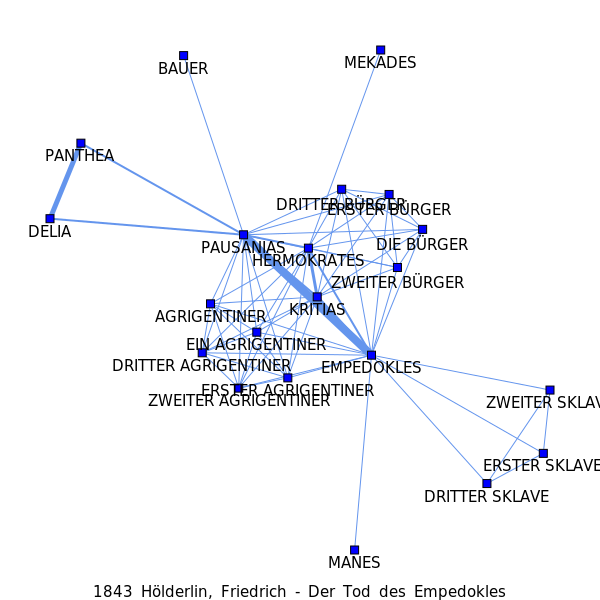 MEKADES
BAUER
PANTHEA
DRITTER BÜRGER
ERSTER BÜRGER
DELIA
DIE BÜRGER
PAUSANIAS
HERMOKRATES
ZWEITER BÜRGER
KRITIAS
AGRIGENTINER
EIN AGRIGENTINER
DRITTER AGRIGENTINER
EMPEDOKLES
ERSTER AGRIGENTINER
ZWEITER AGRIGENTINER
ZWEITER SKLAV
ERSTER SKLAVE
DRITTER SKLAVE
MANES
1843 Hölderlin, Friedrich - Der Tod des Empedokles